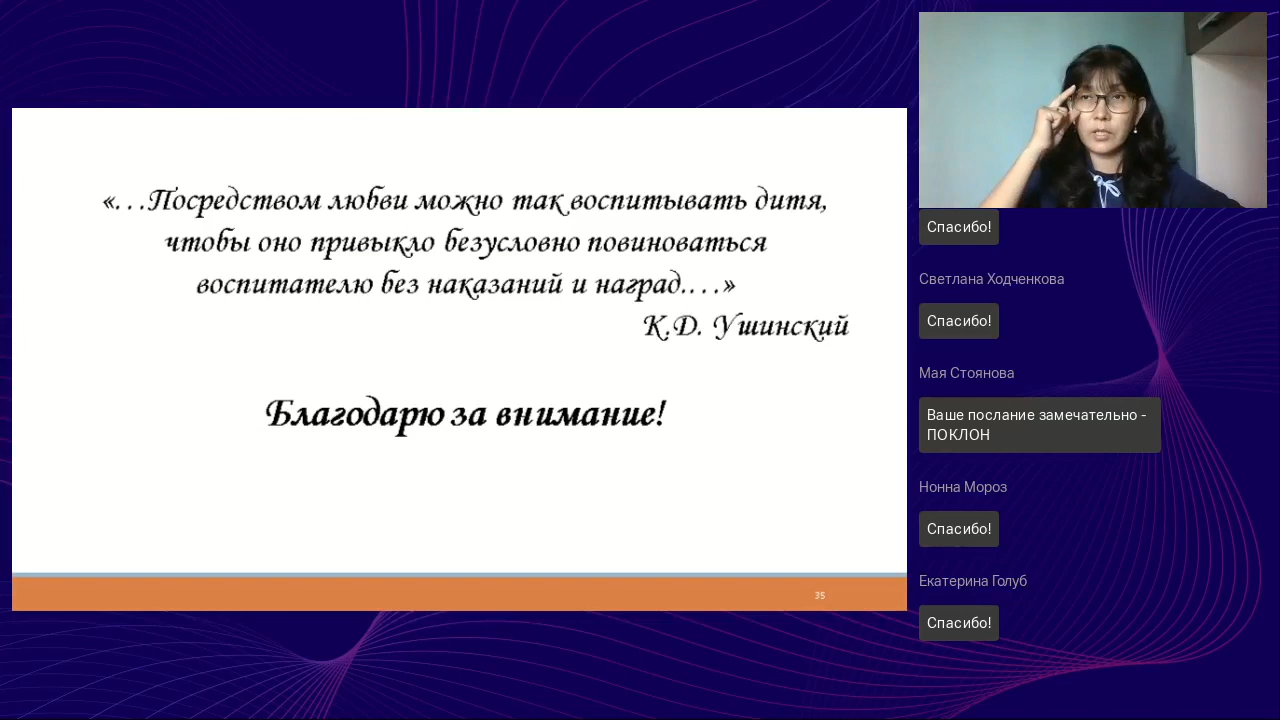 «…Посредством любви можно так воспитывать дитя,
чтобы оно привыкло безусловно повиноваться
воспитателю без наказаний и наград.…»
К.Д. Ушинский
Благодарю за внимание!
35
Спасибо!
Светлана Ходченкова
Спасибо!
Мая Стоянова
Ваше послание замечательно -
ПОКЛОН
Нонна Мороз
Спасибо!
Екатерина Голуб
Спасибо!